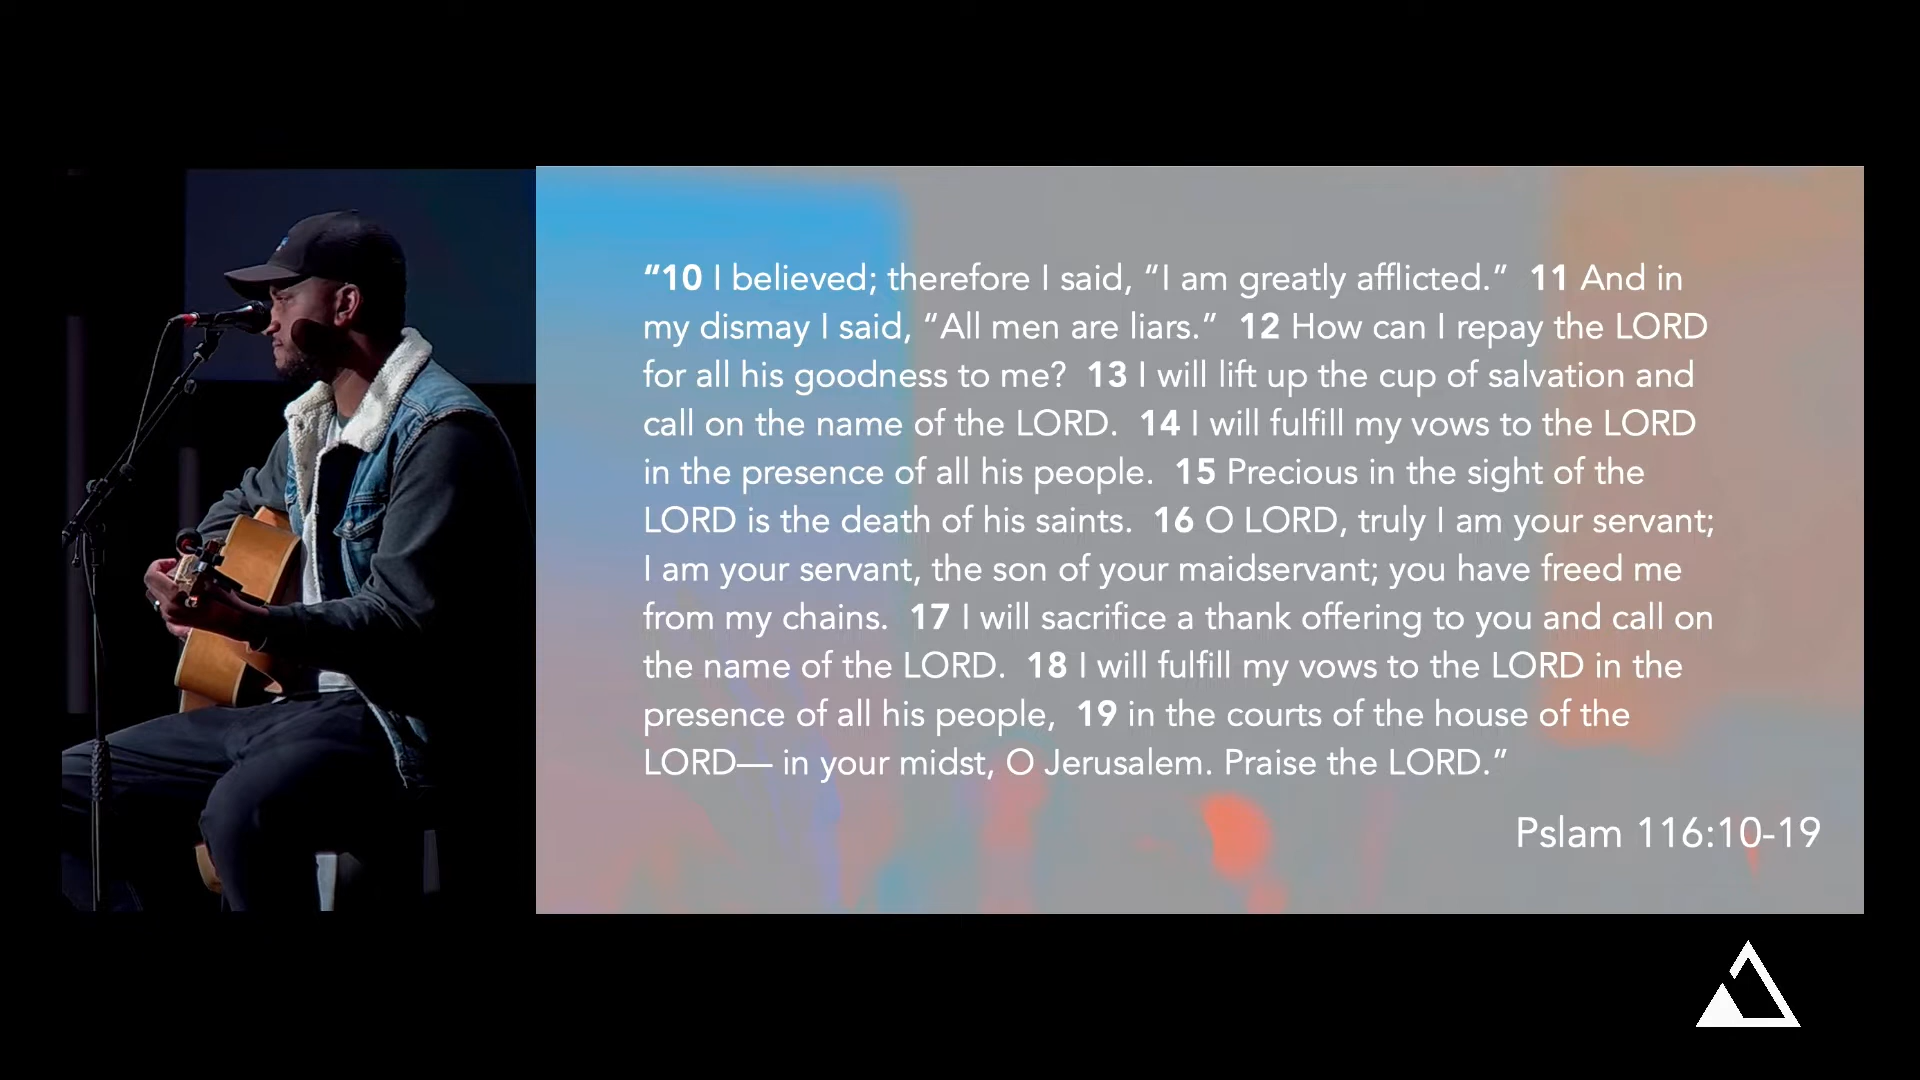 “10 I believed; therefore I said, “I am greatly afflicted.” 11 And in
my dismay I said, “All men are liars.” 12 How can I repay the LORD
for all his goodness to me? 13 I will lift up the cup of salvation and
call on the name of the LORD. 14 I will fulfill my vows to the LORD
in the presence of all his people. 15 Precious in the sight of the
LORD is the death of his saints. 16 O LORD, truly I am your servant;
I am your servant, the son of your maidservant; you have freed me
from my chains. 17 I will sacrifice a thank offering to you and call on
the name of the LORD. 18 I will fulfill my vows to the LORD in the
presence of all his people, 19 in the courts of the house of the
LORD— in your midst, O Jerusalem. Praise the LORD.”
Pslam 116:10-19